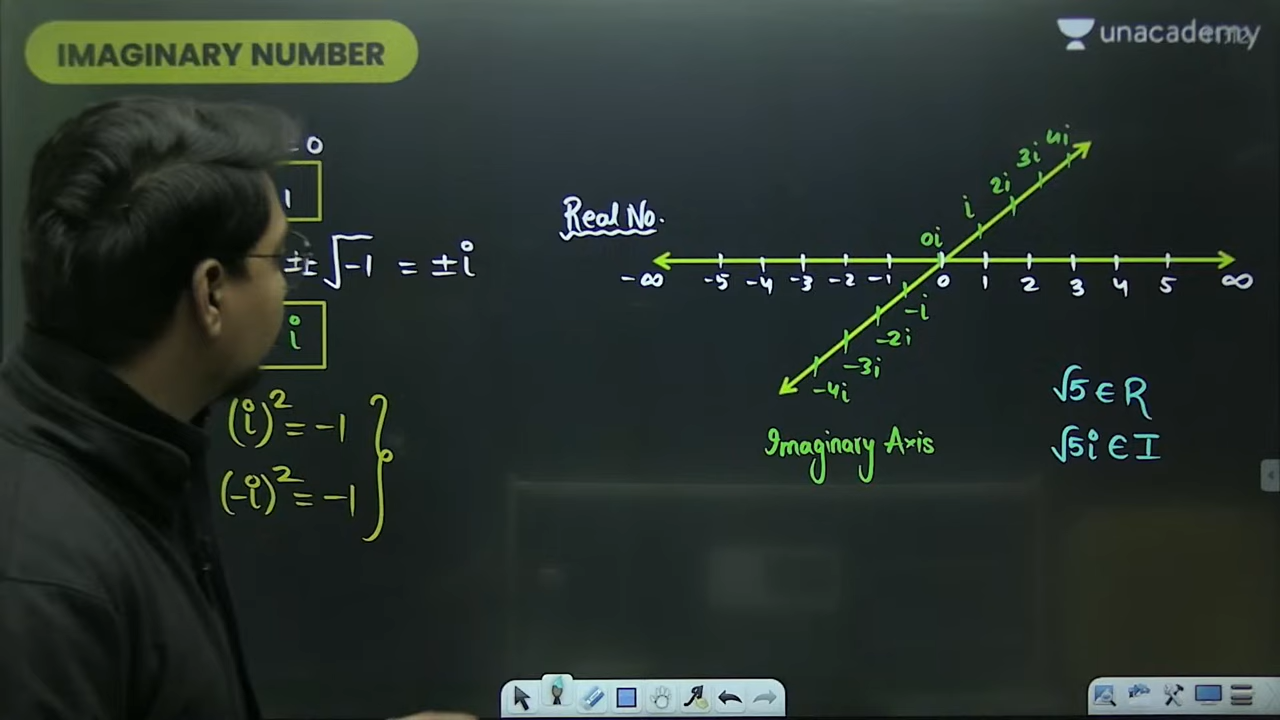 IMAGINARY NUMBER
unacademy
= 0
1
±± √-1 = ±i
i
(i)² = -1
(-i)² = -1
Real No.
4i
3i
2i
i
0i
-∞ -5 -4 -3 -2 -1 0 1 2 3 4 5 ∞
-i
-2i
-3i
-4i
Imaginary Axis
√5 ∈ R
√5i ∈ I